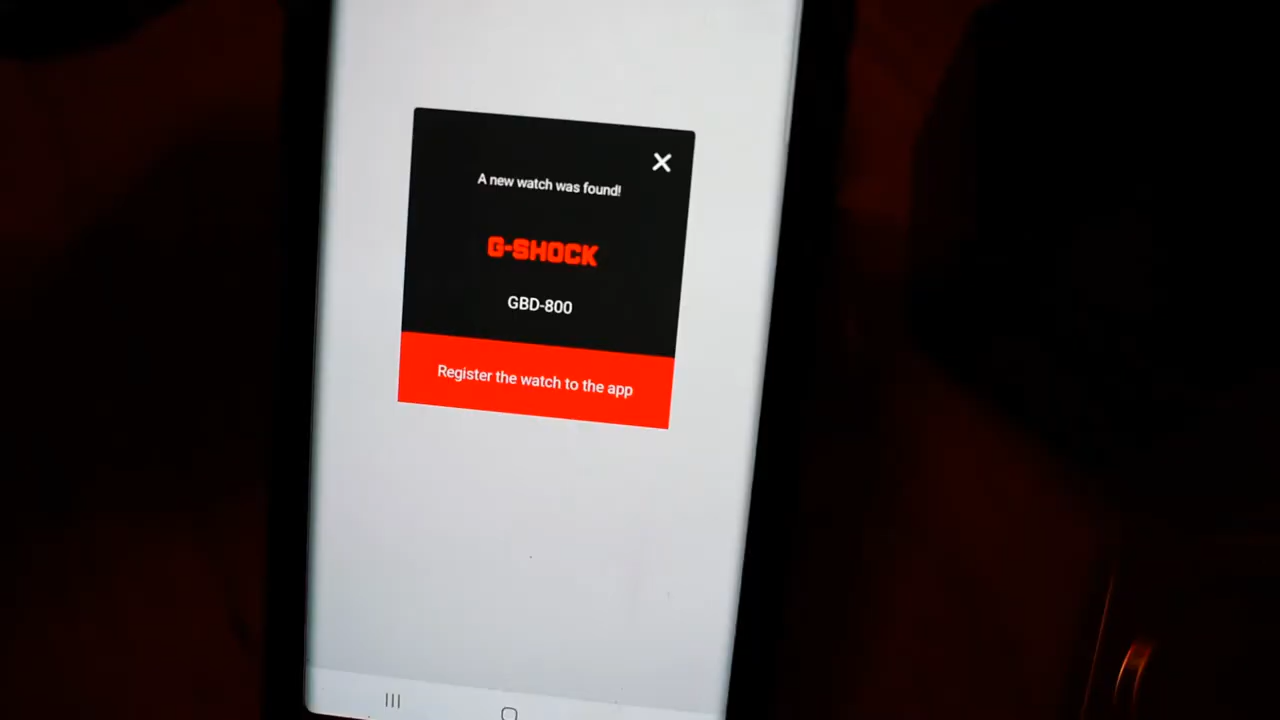 A new watch was found!
G-SHOCK
GBD-800
Register the watch to the app